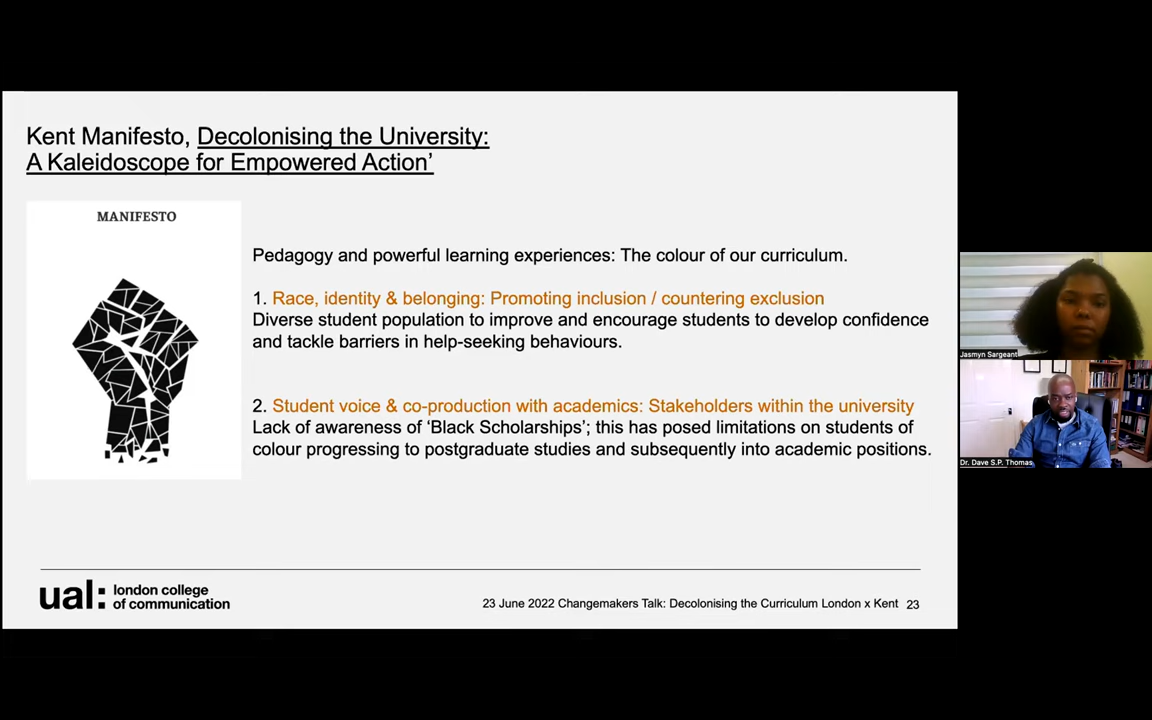 Kent Manifesto, Decolonising the University:
A Kaleidoscope for Empowered Action’
MANIFESTO
Pedagogy and powerful learning experiences: The colour of our curriculum.
1. Race, identity & belonging: Promoting inclusion / countering exclusion
Diverse student population to improve and encourage students to develop confidence
and tackle barriers in help-seeking behaviours.
2. Student voice & co-production with academics: Stakeholders within the university
Lack of awareness of ‘Black Scholarships’; this has posed limitations on students of
colour progressing to postgraduate studies and subsequently into academic positions.
ual: london college
of communication
23 June 2022 Changemakers Talk: Decolonising the Curriculum London x Kent 23
Jasmyn Sargeant
Dr. Dave S.P. Thomas